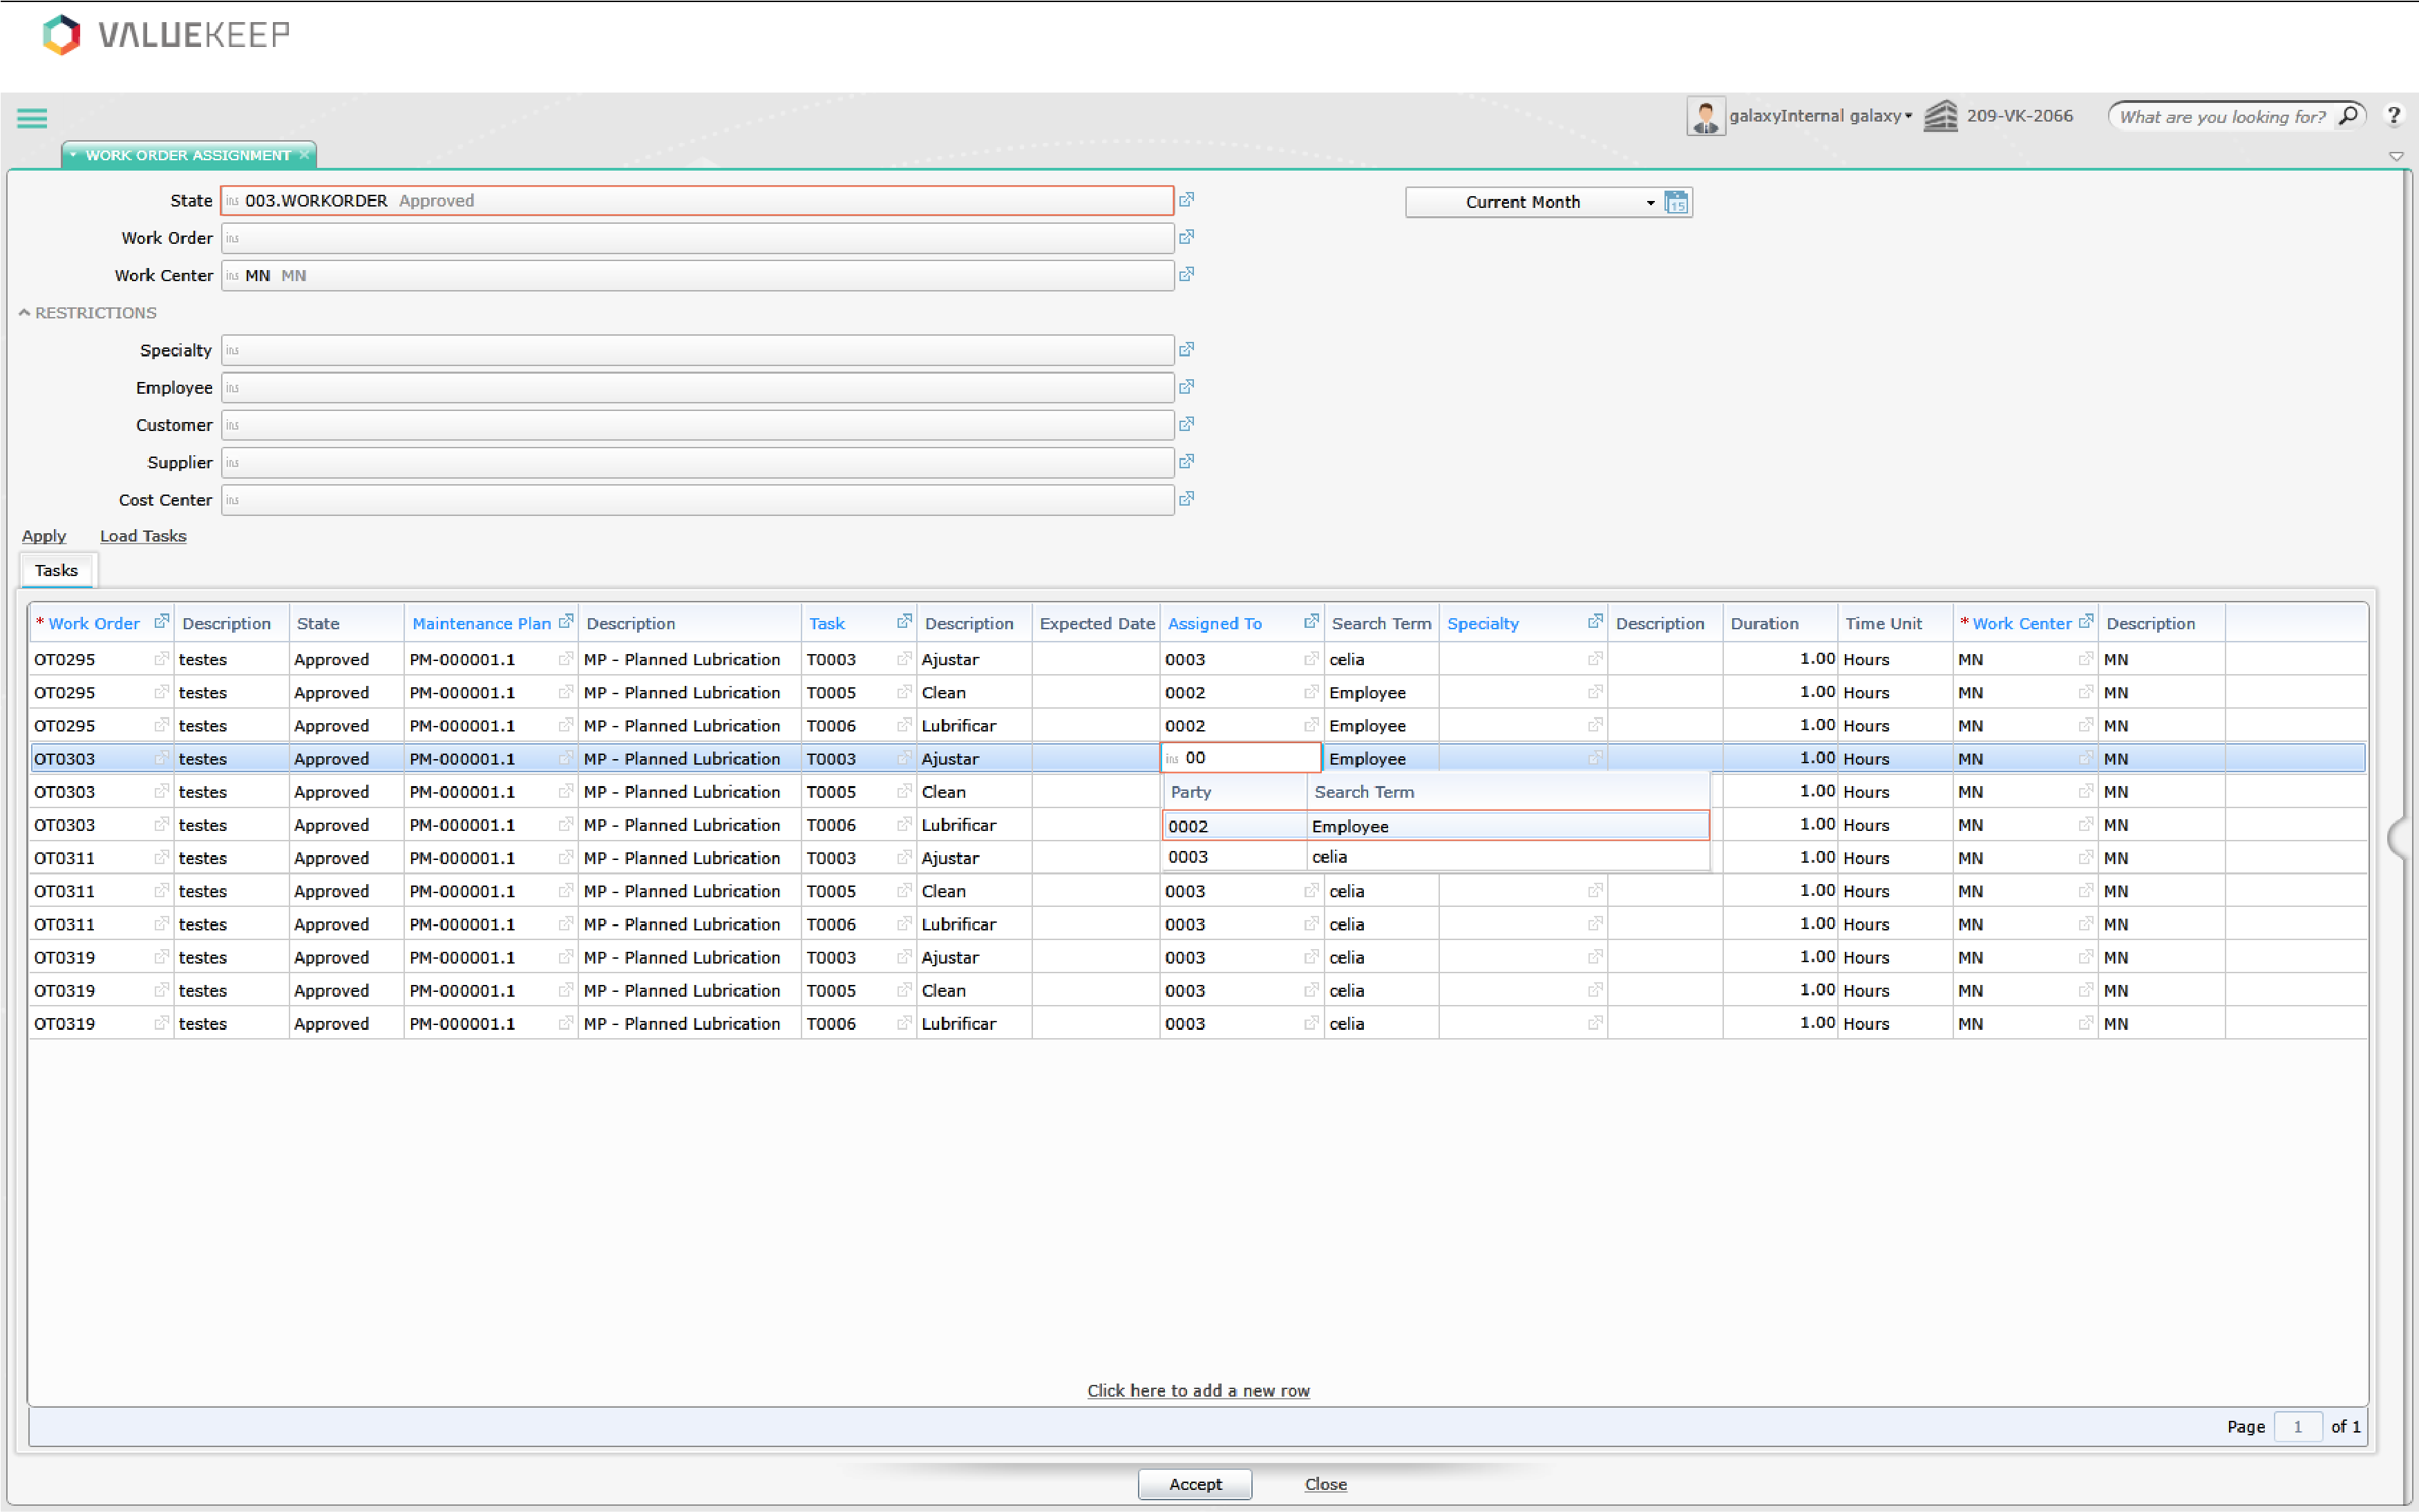 VALUEKEEP
galaxyInternal galaxy 209-VK-2066 What are you looking for? ?
WORK ORDER ASSIGNMENT
State ins 003.WORKORDER Approved Current Month 15
Work Order ins
Work Center ins MN MN
RESTRICTIONS
Specialty ins
Employee ins
Customer ins
Supplier ins
Cost Center ins
Apply Load Tasks
Tasks
* Work Order Description State Maintenance Plan Description Task Description Expected Date Assigned To Search Term Specialty Description Duration Time Unit * Work Center Description
OT0295 testes Approved PM-000001.1 MP - Planned Lubrication T0003 Ajustar 0003 celia 1.00 Hours MN MN
OT0295 testes Approved PM-000001.1 MP - Planned Lubrication T0005 Clean 0002 Employee 1.00 Hours MN MN
OT0295 testes Approved PM-000001.1 MP - Planned Lubrication T0006 Lubrificar 0002 Employee 1.00 Hours MN MN
OT0303 testes Approved PM-000001.1 MP - Planned Lubrication T0003 Ajustar ins 00 Employee 1.00 Hours MN MN
OT0303 testes Approved PM-000001.1 MP - Planned Lubrication T0005 Clean Party Search Term 1.00 Hours MN MN
OT0303 testes Approved PM-000001.1 MP - Planned Lubrication T0006 Lubrificar 0002 Employee 1.00 Hours MN MN
OT0311 testes Approved PM-000001.1 MP - Planned Lubrication T0003 Ajustar 0003 celia 1.00 Hours MN MN
OT0311 testes Approved PM-000001.1 MP - Planned Lubrication T0005 Clean 0003 celia 1.00 Hours MN MN
OT0311 testes Approved PM-000001.1 MP - Planned Lubrication T0006 Lubrificar 0003 celia 1.00 Hours MN MN
OT0319 testes Approved PM-000001.1 MP - Planned Lubrication T0003 Ajustar 0003 celia 1.00 Hours MN MN
OT0319 testes Approved PM-000001.1 MP - Planned Lubrication T0005 Clean 0003 celia 1.00 Hours MN MN
OT0319 testes Approved PM-000001.1 MP - Planned Lubrication T0006 Lubrificar 0003 celia 1.00 Hours MN MN
Click here to add a new row
Page 1 of 1
Accept Close